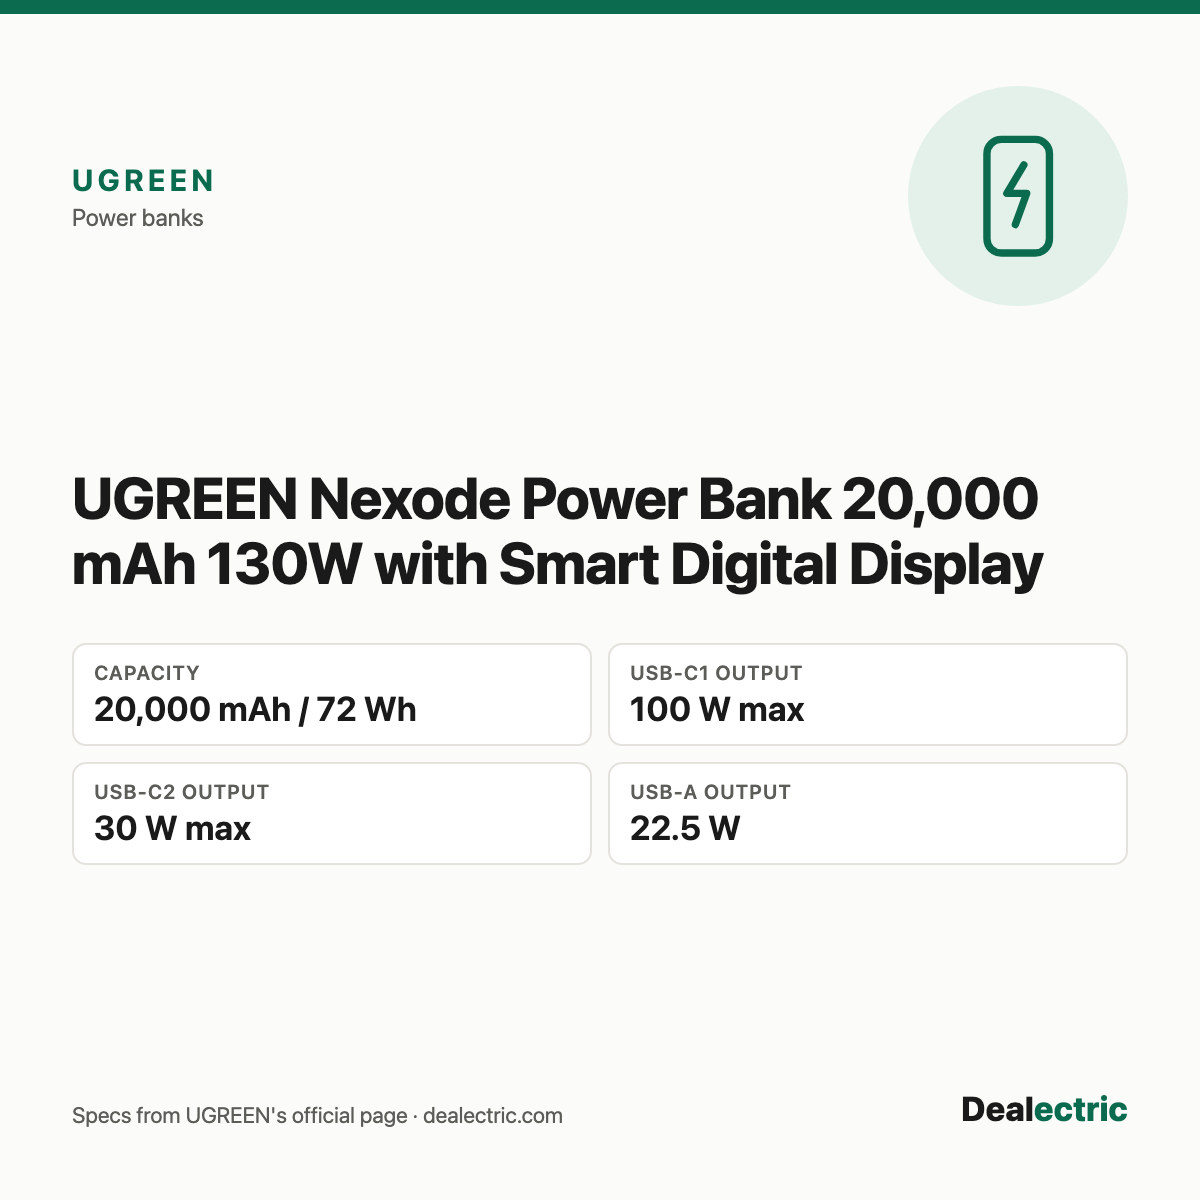 UGREEN
Power banks
UGREEN Nexode Power Bank 20,000
mAh 130W with Smart Digital Display
CAPACITY
20,000 mAh / 72 Wh
USB-C1 OUTPUT
100 W max
USB-C2 OUTPUT
30 W max
USB-A OUTPUT
22.5 W
Specs from UGREEN's official page · dealectric.com
Dealectric